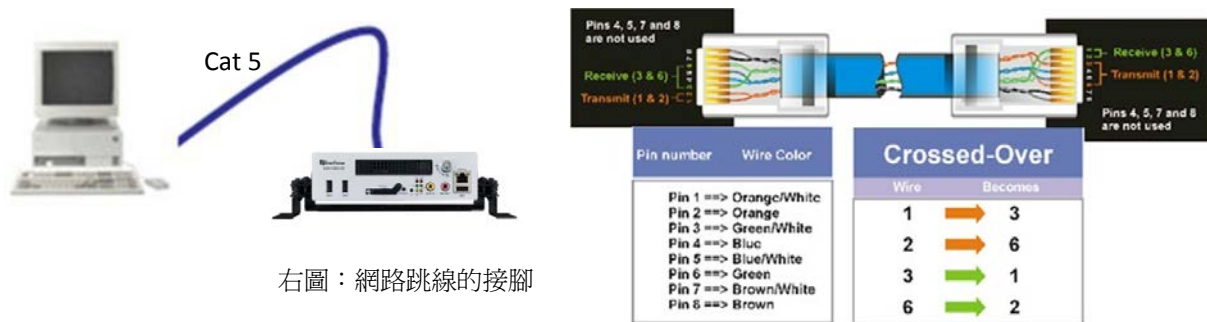 Cat 5
右圖：網路跳線的接腳
Pins 4, 5, 7 and 8
are not used
Receive (3 & 6)
Transmit (1 & 2)
Receive (3 & 6)
Transmit (1 & 2)
Pins 4, 5, 7 and 8
are not used
Pin number Wire Color
Pin 1 ==> Orange/White
Pin 2 ==> Orange
Pin 3 ==> Green/White
Pin 4 ==> Blue
Pin 5 ==> Blue/White
Pin 6 ==> Green
Pin 7 ==> Brown/White
Pin 8 ==> Brown
Crossed-Over
Wire Becomes
1 3
2 6
3 1
6 2